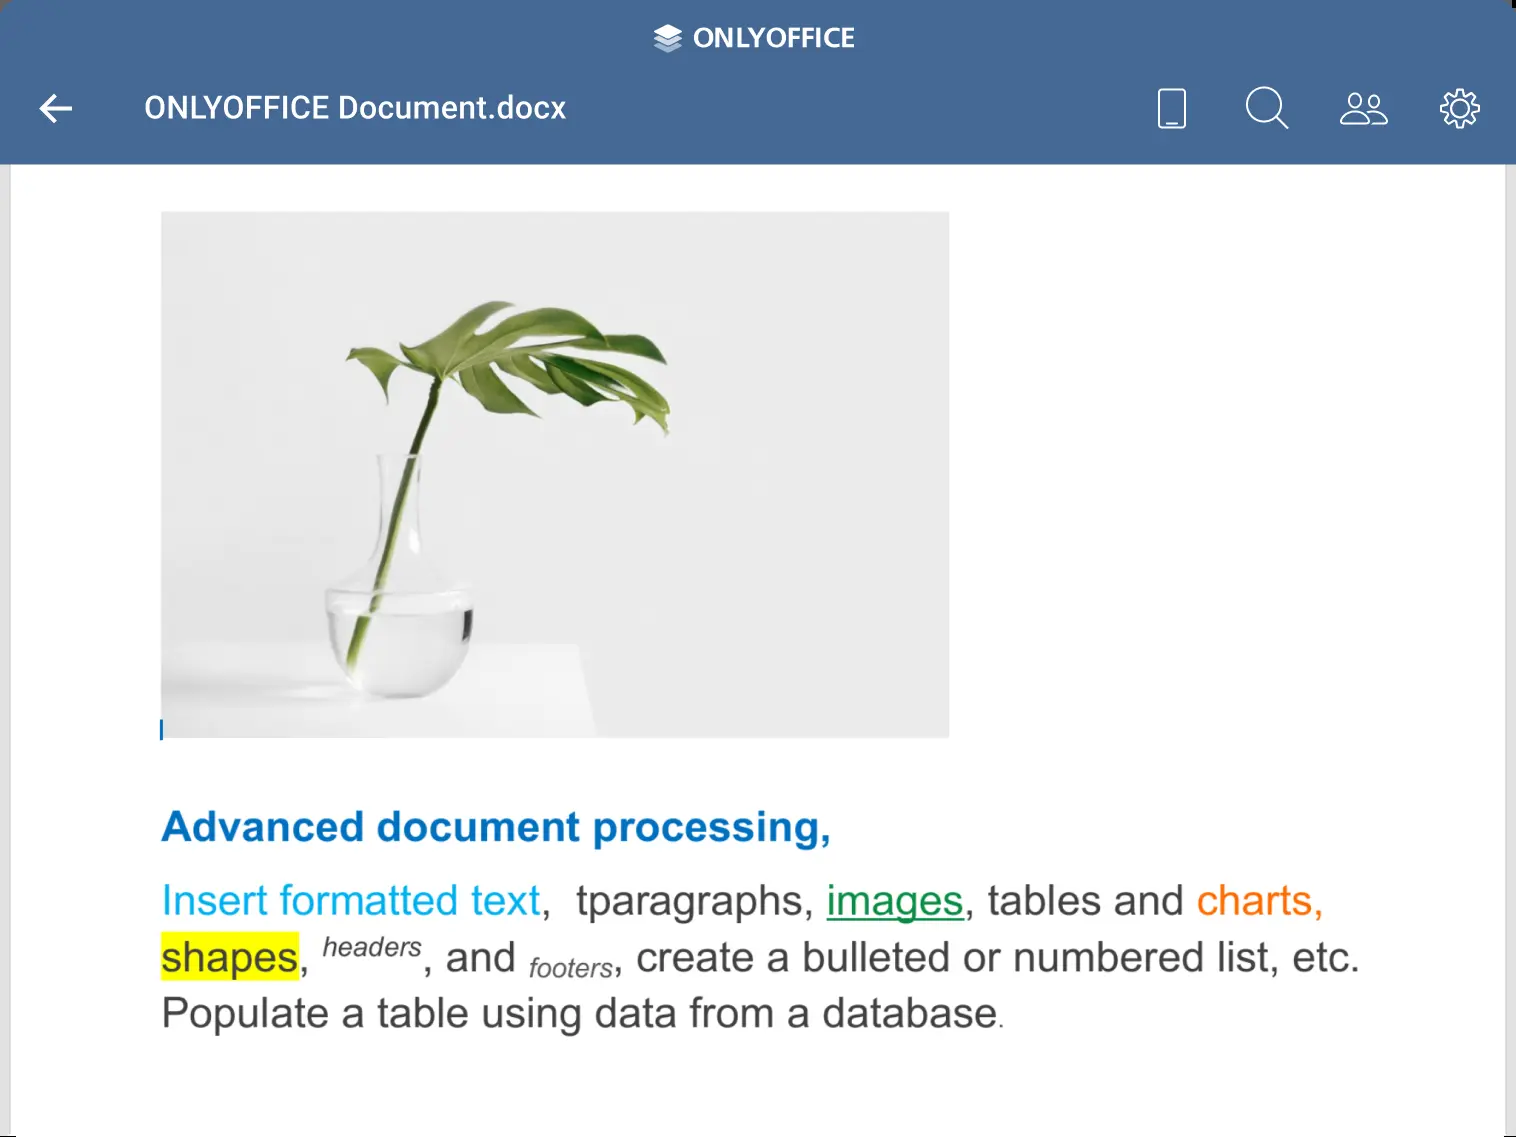 ONLYOFFICE
ONLYOFFICE Document.docx
Advanced document processing,
Insert formatted text,  tparagraphs, images, tables and charts,
shapes, headers, and footers, create a bulleted or numbered list, etc.
Populate a table using data from a database.